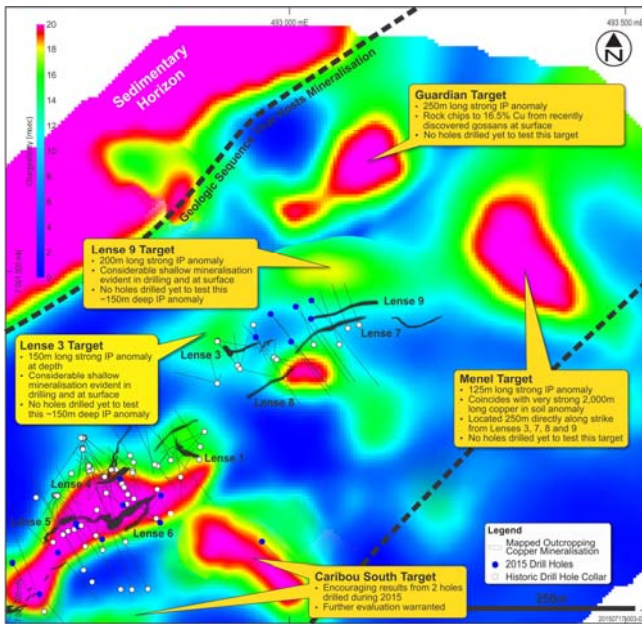 493 000 mE
493 500 mE
N
20
18
16
14
12
10
8
6
4
2
0
Chargeability (msec)
Sedimentary
Horizon
Geologic Sequence that Hosts Mineralisation
Guardian Target
• 250m long strong IP anomaly
• Rock chips to 16.5% Cu from recently
discovered gossans at surface
• No holes drilled yet to test this target
Lense 9 Target
• 200m long strong IP anomaly
• Considerable shallow mineralisation
evident in drilling and at surface
• No holes drilled yet to test this
~150m deep IP anomaly
Lense 9
Lense 7
Lense 3 Target
• 150m long strong IP anomaly
at depth
• Considerable shallow
mineralisation evident in
drilling and at surface
• No holes drilled yet to test
this ~150m deep IP anomaly
Lense 3
Lense 8
Menel Target
• 125m long strong IP anomaly
• Coincides with very strong 2,000m
long copper in soil anomaly
• Located 250m directly along strike
from Lenses 3, 7, 8 and 9
• No holes drilled yet to test this target
Lense 1
Lense 4
Lense 5
Lense 6
Caribou South Target
• Encouraging results from 2 holes
drilled during 2015
• Further evaluation warranted
Legend
Mapped Outcropping
Copper Mineralisation
2015 Drill Holes
Historic Drill Hole Collar
250m